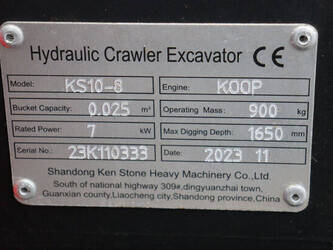 Hydraulic Crawler Excavator CE
Model: KS10-8 Engine: KOOP
Bucket Capacity: 0.025 m³ Operating Mass: 900 kg
Rated Power: 7 kW Max Digging Depth: 1650 mm
Serial No.: 23K110333 Date: 2023 11
Shandong Ken Stone Heavy Machinery Co.,Ltd
South of national highway 309#,dingyuanzhai town,
Guanxian county,Liaocheng city,Shandong province,China